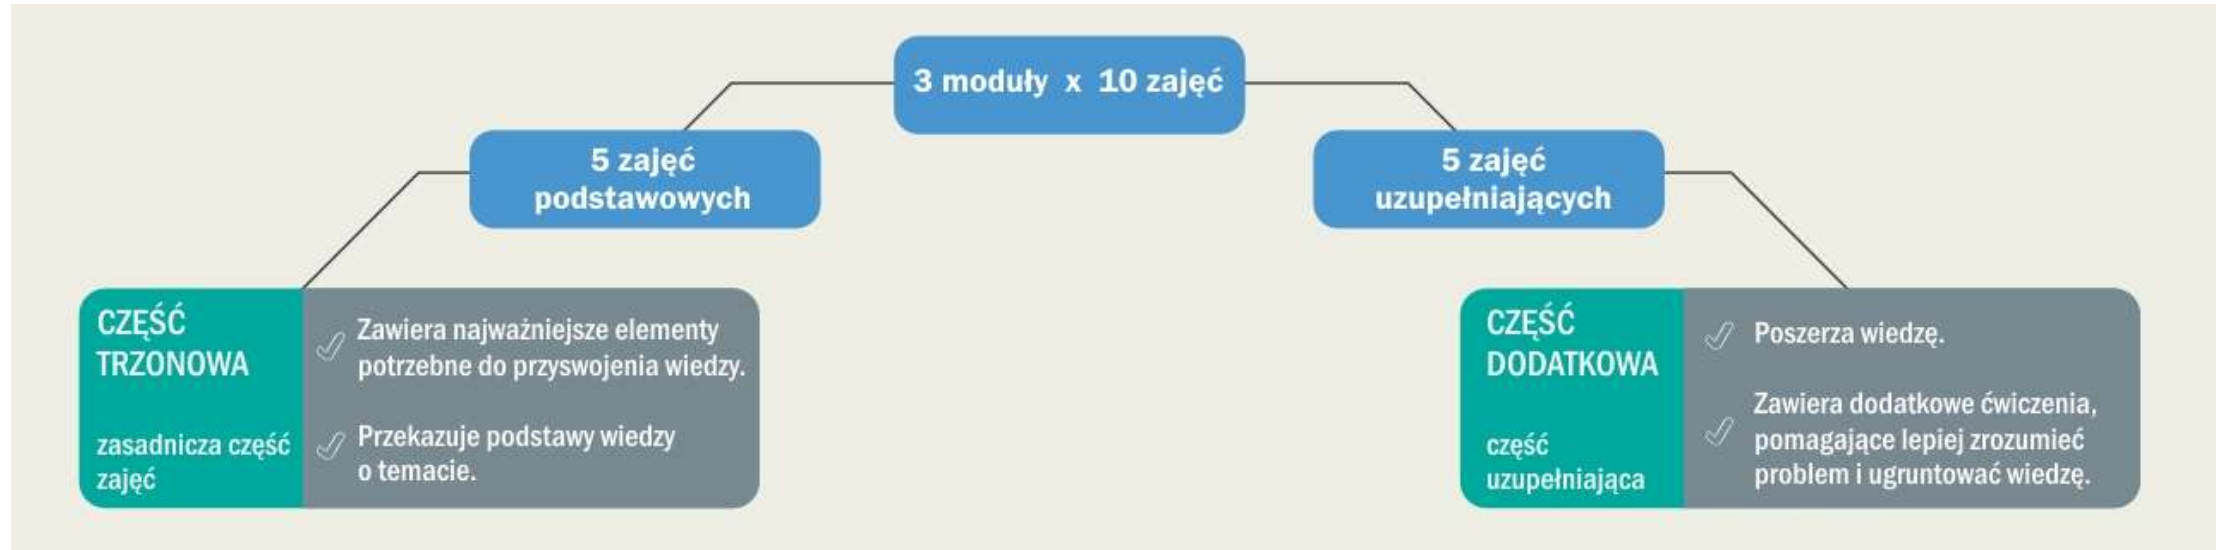 3 moduły x 10 zajęć
5 zajęć
podstawowych
5 zajęć
uzupełniających
CZĘŚĆ
TRZONOWA
zasadnicza część
zajęć
Zawiera najważniejsze elementy
potrzebne do przyswojenia wiedzy.
Przekazuje podstawy wiedzy
o temacie.
CZĘŚĆ
DODATKOWA
część
uzupełniająca
Poszerza wiedzę.
Zawiera dodatkowe ćwiczenia,
pomagające lepiej zrozumieć
problem i ugruntować wiedzę.